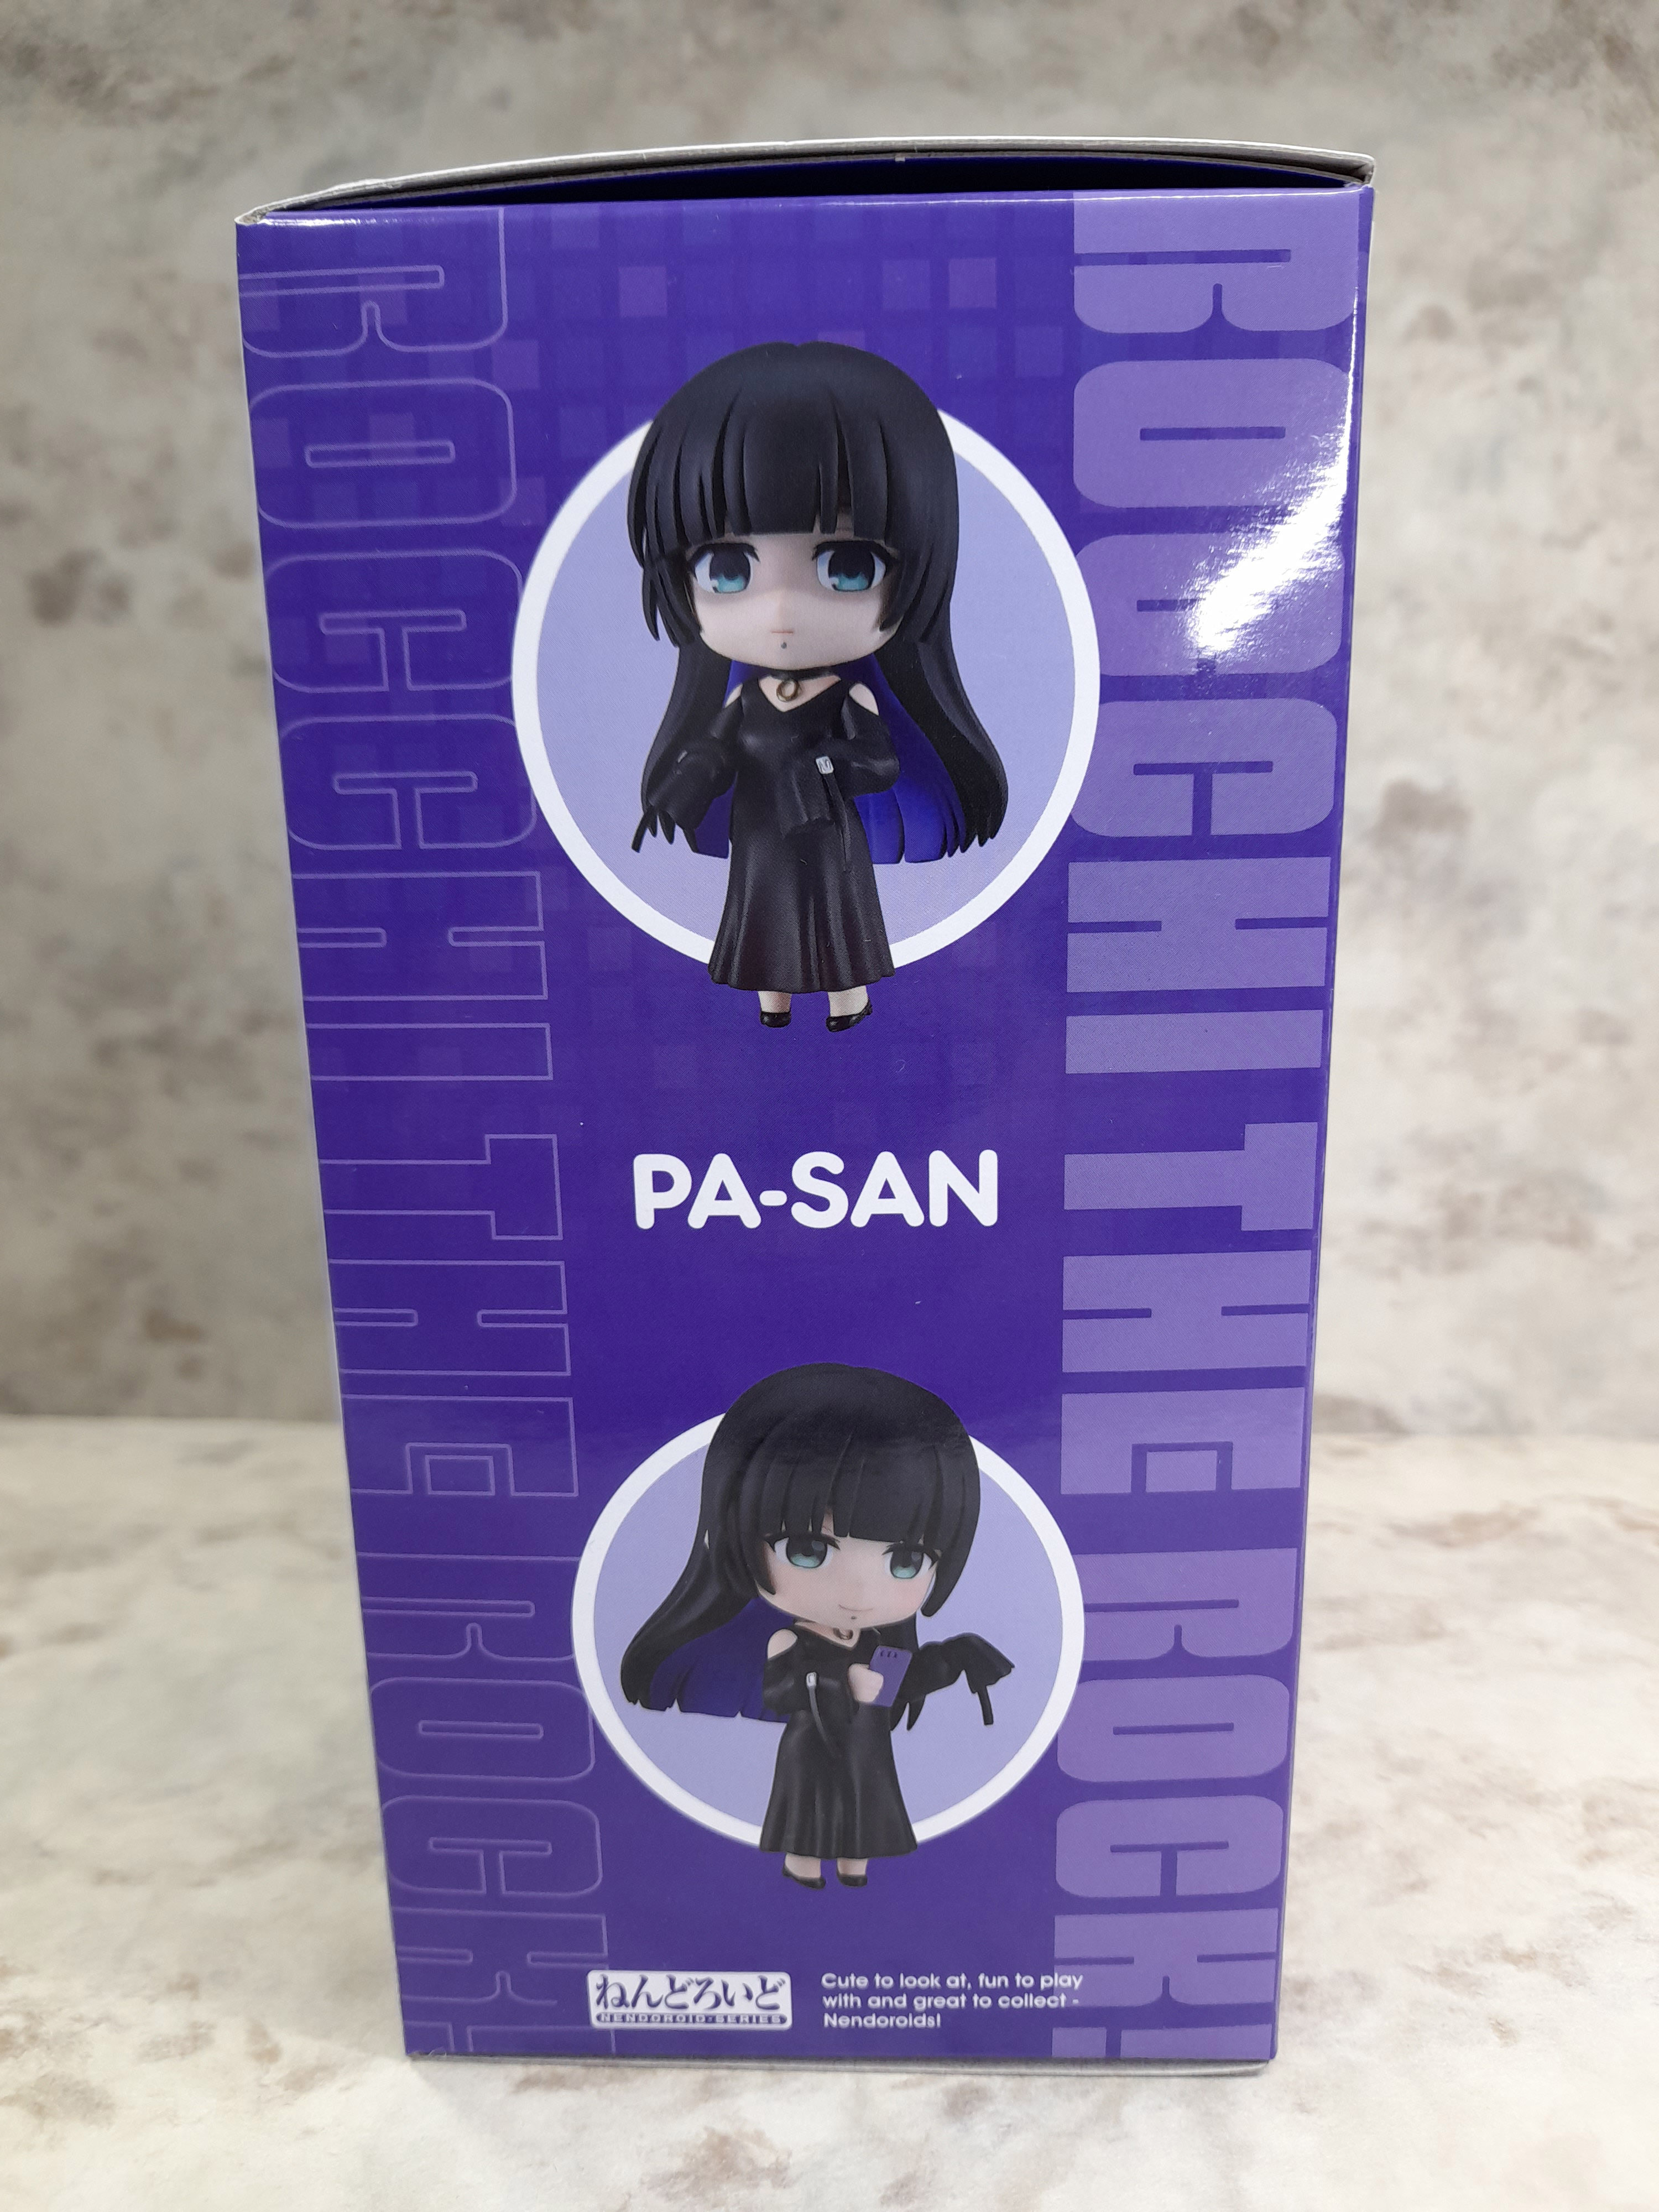 BOCCHI THE ROCK!
BOCCHI THE ROCK!
PA-SAN
ねんどろいど
NENDOROID SERIES
Cute to look at, fun to play
with and great to collect -
Nendoroids!